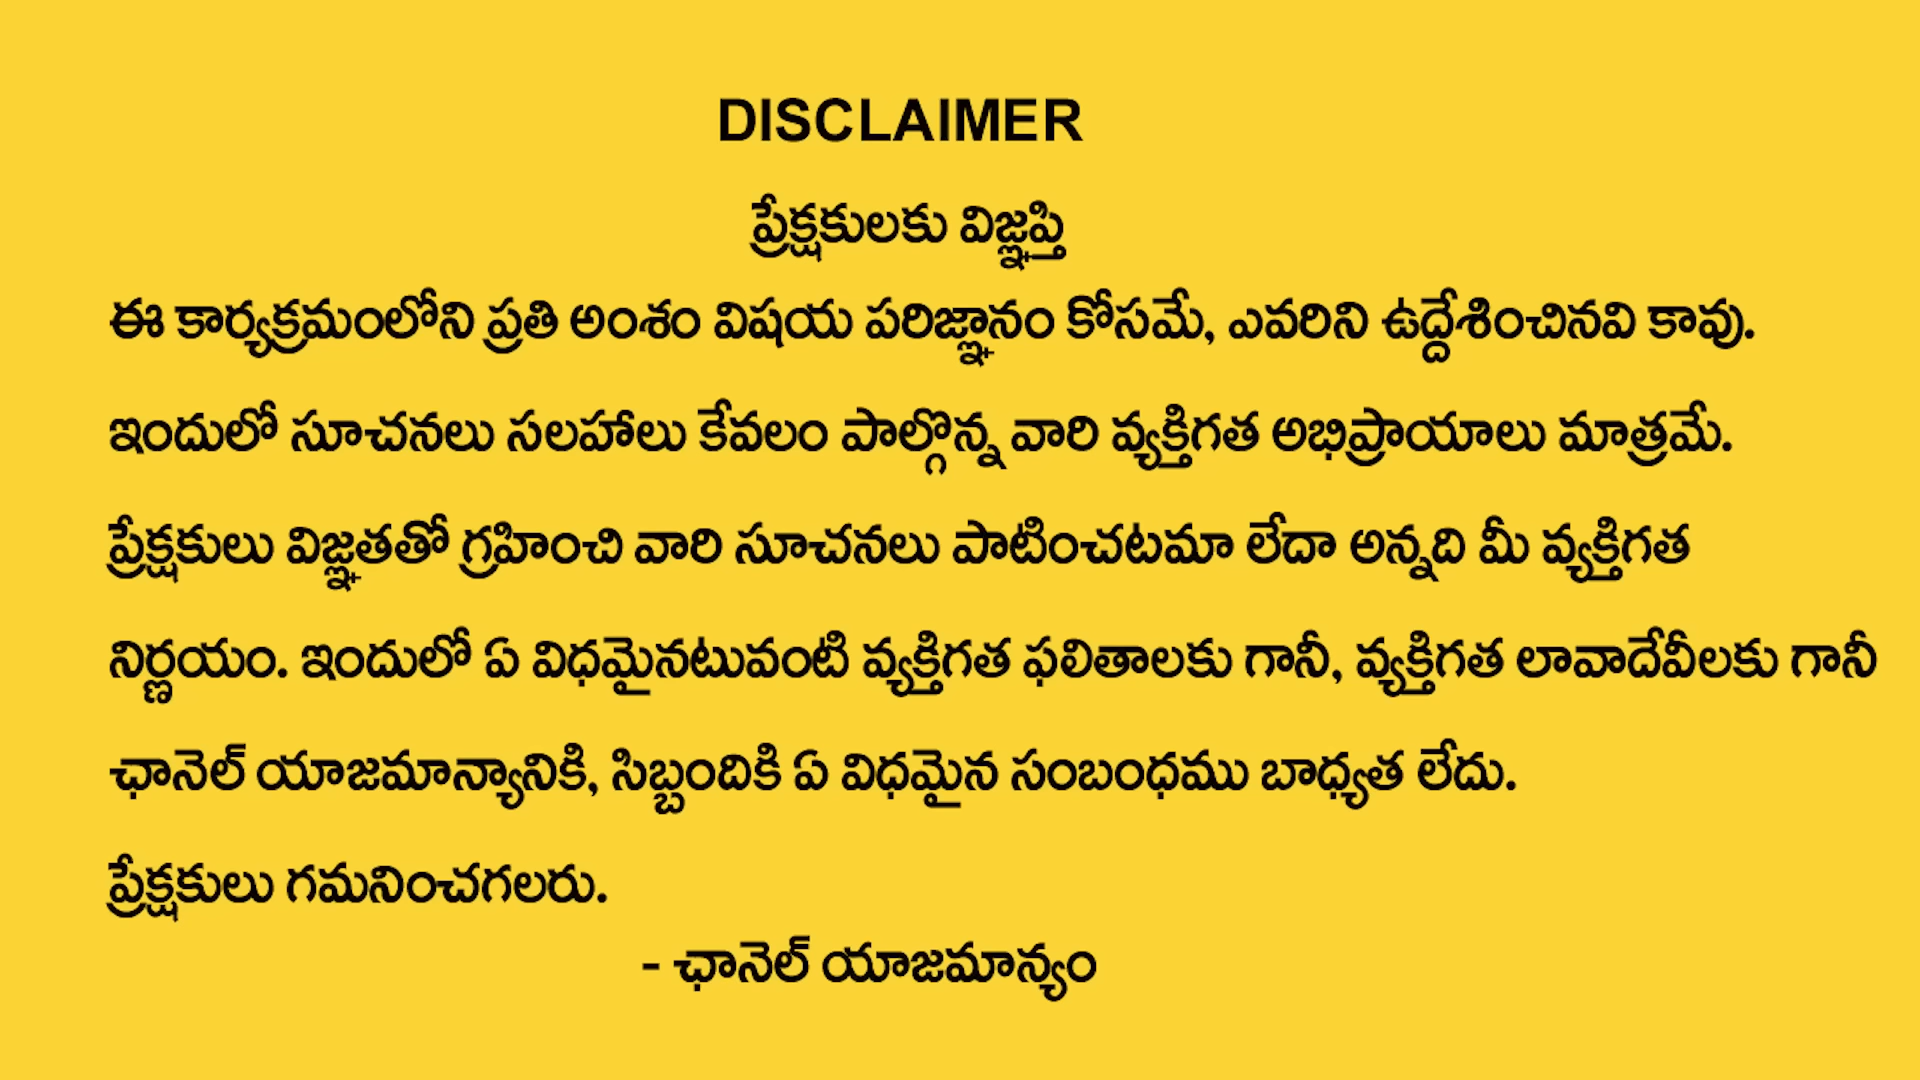 DISCLAIMER
ప్రేక్షకులకు విజ్ఞప్తి
ఈ కార్యక్రమంలోని ప్రతి అంశం విషయ పరిజ్ఞానం కోసమే, ఎవరిని ఉద్దేశించినవి కావు.
ఇందులో సూచనలు సలహాలు కేవలం పాల్గొన్న వారి వ్యక్తిగత అభిప్రాయాలు మాత్రమే.
ప్రేక్షకులు విజ్ఞతతో గ్రహించి వారి సూచనలు పాటించటమా లేదా అన్నది మీ వ్యక్తిగత
నిర్ణయం. ఇందులో ఏ విధమైనటువంటి వ్యక్తిగత ఫలితాలకు గానీ, వ్యక్తిగత లావాదేవీలకు గానీ
ఛానెల్ యాజమాన్యానికి, సిబ్బందికి ఏ విధమైన సంబంధము బాధ్యత లేదు.
ప్రేక్షకులు గమనించగలరు.
- ఛానెల్ యాజమాన్యం